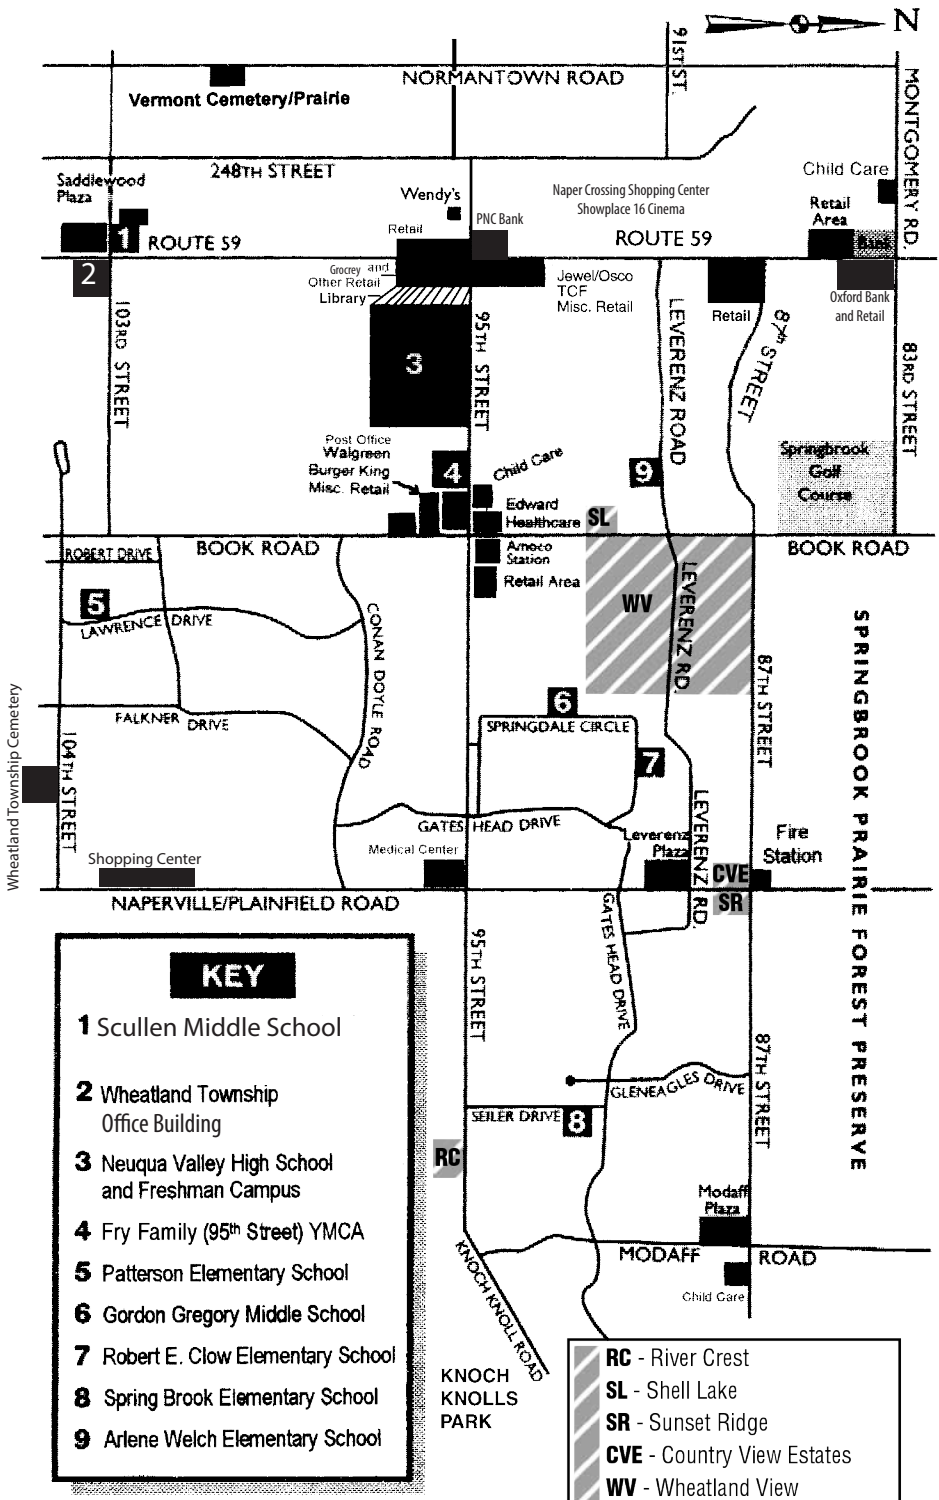 N
91ST ST.
NORMANTOWN ROAD
Vermont Cemetery/Prairie
MONTGOMERY RD.
248TH STREET
Child Care
Saddlewood
Plaza
Wendy's
Naper Crossing Shopping Center
Showplace 16 Cinema
Retail
Area
PNC Bank
1
ROUTE 59
Retail
ROUTE 59
Bank
2
Grocrey and
Other Retail
Library
Jewel/Osco
TCF
Misc. Retail
Retail
Oxford Bank
and Retail
103RD STREET
95TH STREET
LEVERENZ ROAD
87th STREET
83RD STREET
3
Post Office
Walgreen
Burger King
Misc. Retail
4
Child Care
9
Springbrook
Golf
Course
Edward
Healthcare
SL
BOOK ROAD
BOOK ROAD
Amoco
Station
Retail Area
ROBERT DRIVE
5
LAWRENCE DRIVE
CONAN DOYLE ROAD
WV
LEVERENZ RD.
SPRINGBROOK PRAIRIE FOREST PRESERVE
87TH STREET
6
SPRINGDALE CIRCLE
FALKNER DRIVE
7
Wheatland Township Cemetery
104TH STREET
GATES HEAD DRIVE
LEVERENZ RD.
Leverenz
Plaza
Fire
Station
Medical Center
Shopping Center
CVE
SR
NAPERVILLE/PLAINFIELD ROAD
95TH STREET
GATES HEAD DRIVE
87TH STREET
GLENEAGLES DRIVE
SEILER DRIVE
8
RC
Modaff
Plaza
MODAFF ROAD
Child Care
KNOCH KNOLL ROAD
KNOCH
KNOLLS
PARK
KEY
1 Scullen Middle School
2 Wheatland Township
Office Building
3 Neuqua Valley High School
and Freshman Campus
4 Fry Family (95th Street) YMCA
5 Patterson Elementary School
6 Gordon Gregory Middle School
7 Robert E. Clow Elementary School
8 Spring Brook Elementary School
9 Arlene Welch Elementary School
RC - River Crest
SL - Shell Lake
SR - Sunset Ridge
CVE - Country View Estates
WV - Wheatland View